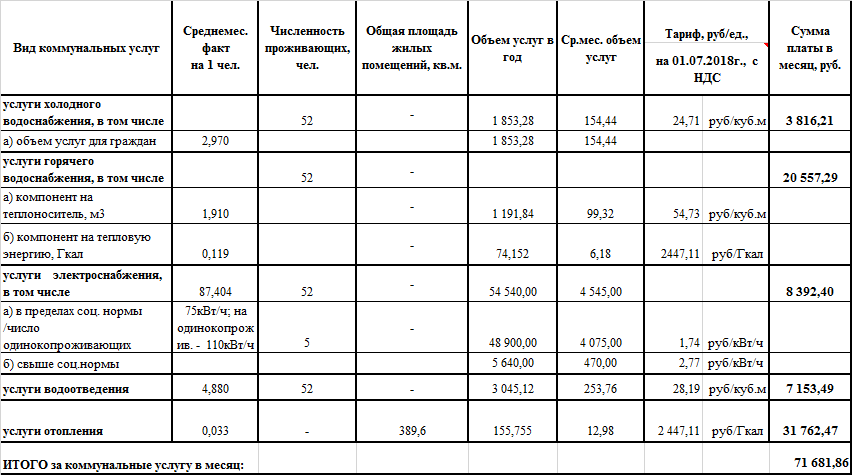 Вид коммунальных услуг
Среднемес.
факт
на 1 чел.
Численность
проживающих,
чел.
Общая площадь
жилых
помещений, кв.м.
Объем услуг в
год
Ср.мес. объем
услуг
Тариф, руб/ед.,
на 01.07.2018г., с
НДС
Сумма
платы в
месяц, руб.
услуги холодного
водоснабжения, в том числе 52 - 1 853,28 154,44 24,71 руб/куб.м 3 816,21
а) объем услуг для граждан 2,970 1 853,28 154,44
услуги горячего
водоснабжения, в том числе 52 - 20 557,29
а) компонент на
теплоноситель, м3 1,910 - 1 191,84 99,32 54,73 руб/куб.м
б) компонент на тепловую
энергию, Гкал 0,119 - 74,152 6,18 2447,11 руб/Гкал
услуги электроснабжения,
в том числе 87,404 52 - 54 540,00 4 545,00 8 392,40
а) в пределах соц. нормы
/число
одинокопроживающих
75кВт/ч; на
одинокопрож
ив. - 110кВт/ч 5 - 48 900,00 4 075,00 1,74 руб/кВт/ч
б) свыше соц.нормы 5 640,00 470,00 2,77 руб/кВт/ч
услуги водоотведения 4,880 52 - 3 045,12 253,76 28,19 руб/куб.м 7 153,49
услуги отопления 0,033 - 389,6 155,755 12,98 2 447,11 руб/Гкал 31 762,47
ИТОГО за коммунальные услугу в месяц: 71 681,86